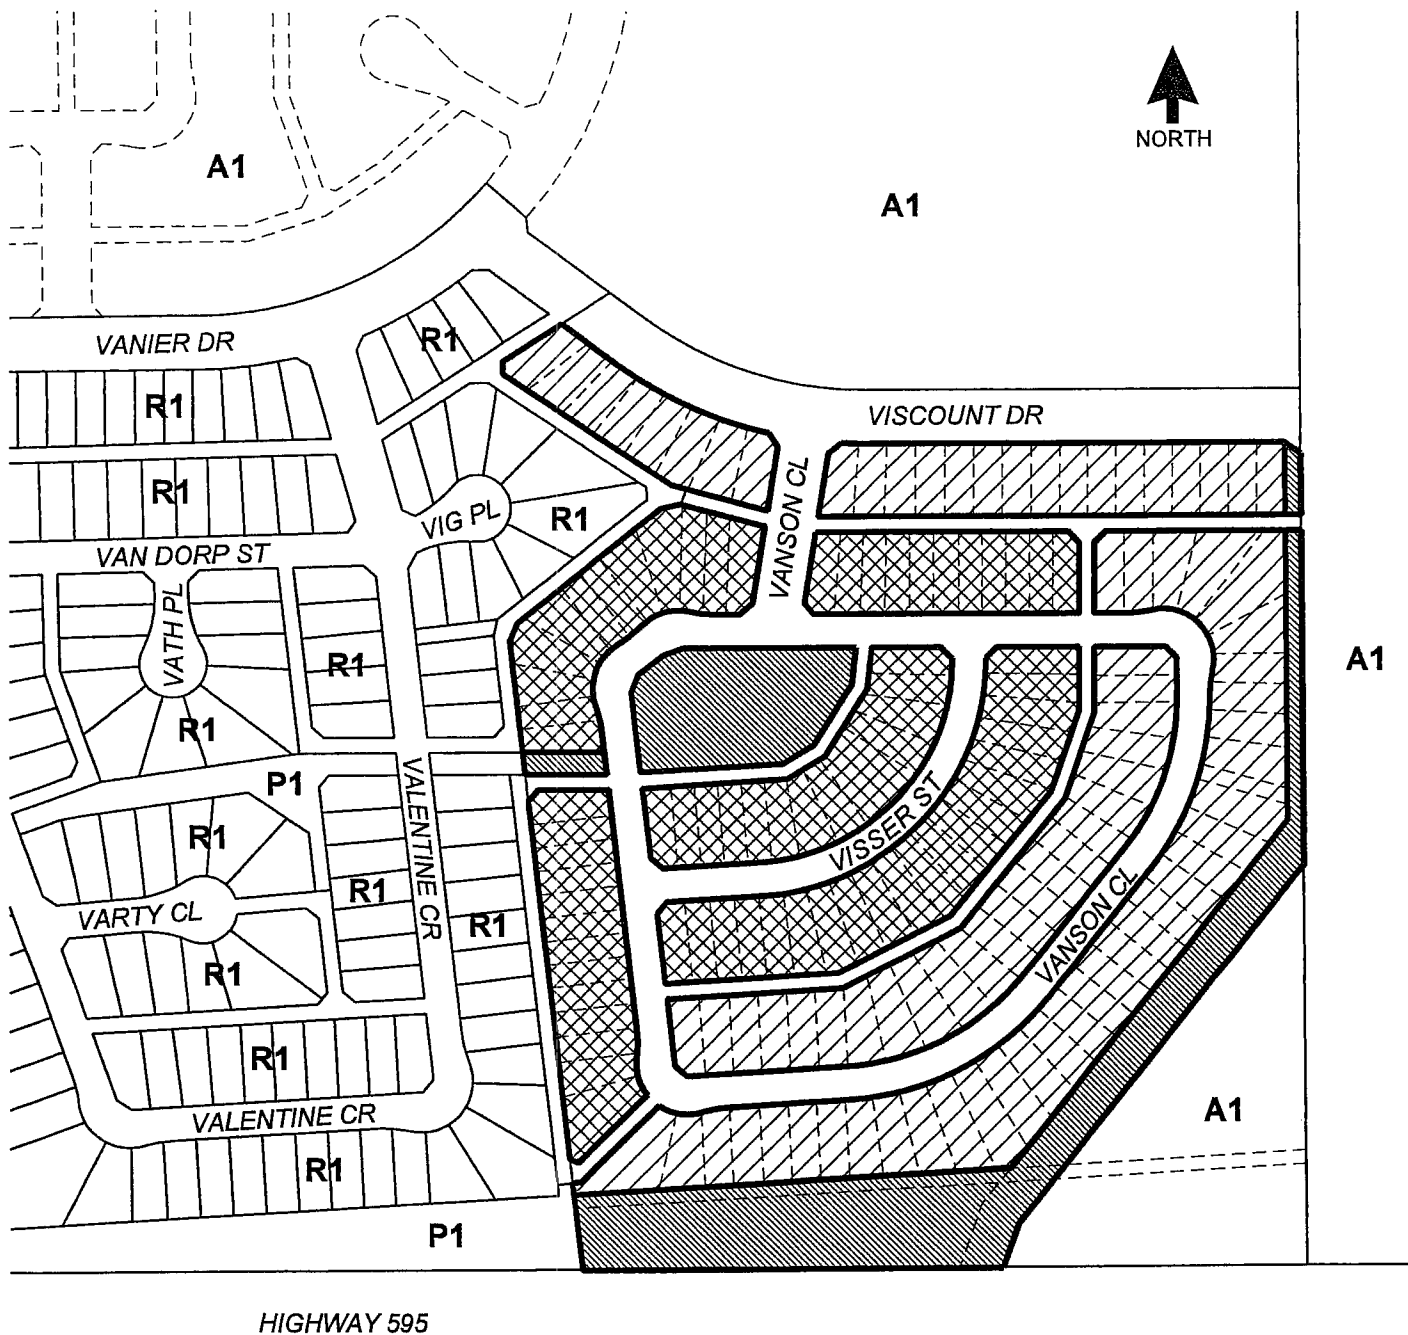 NORTH
A1
A1
VANIER DR
R1
R1
VISCOUNT DR
R1
VANSON CL
VIG PL
R1
VAN DORP ST
VATH PL
R1
A1
R1
P1
VALENTINE CR
VISSER ST
R1
R1
VARTY CL
R1
R1
VANSON CL
R1
VALENTINE CR
A1
R1
P1
HIGHWAY 595